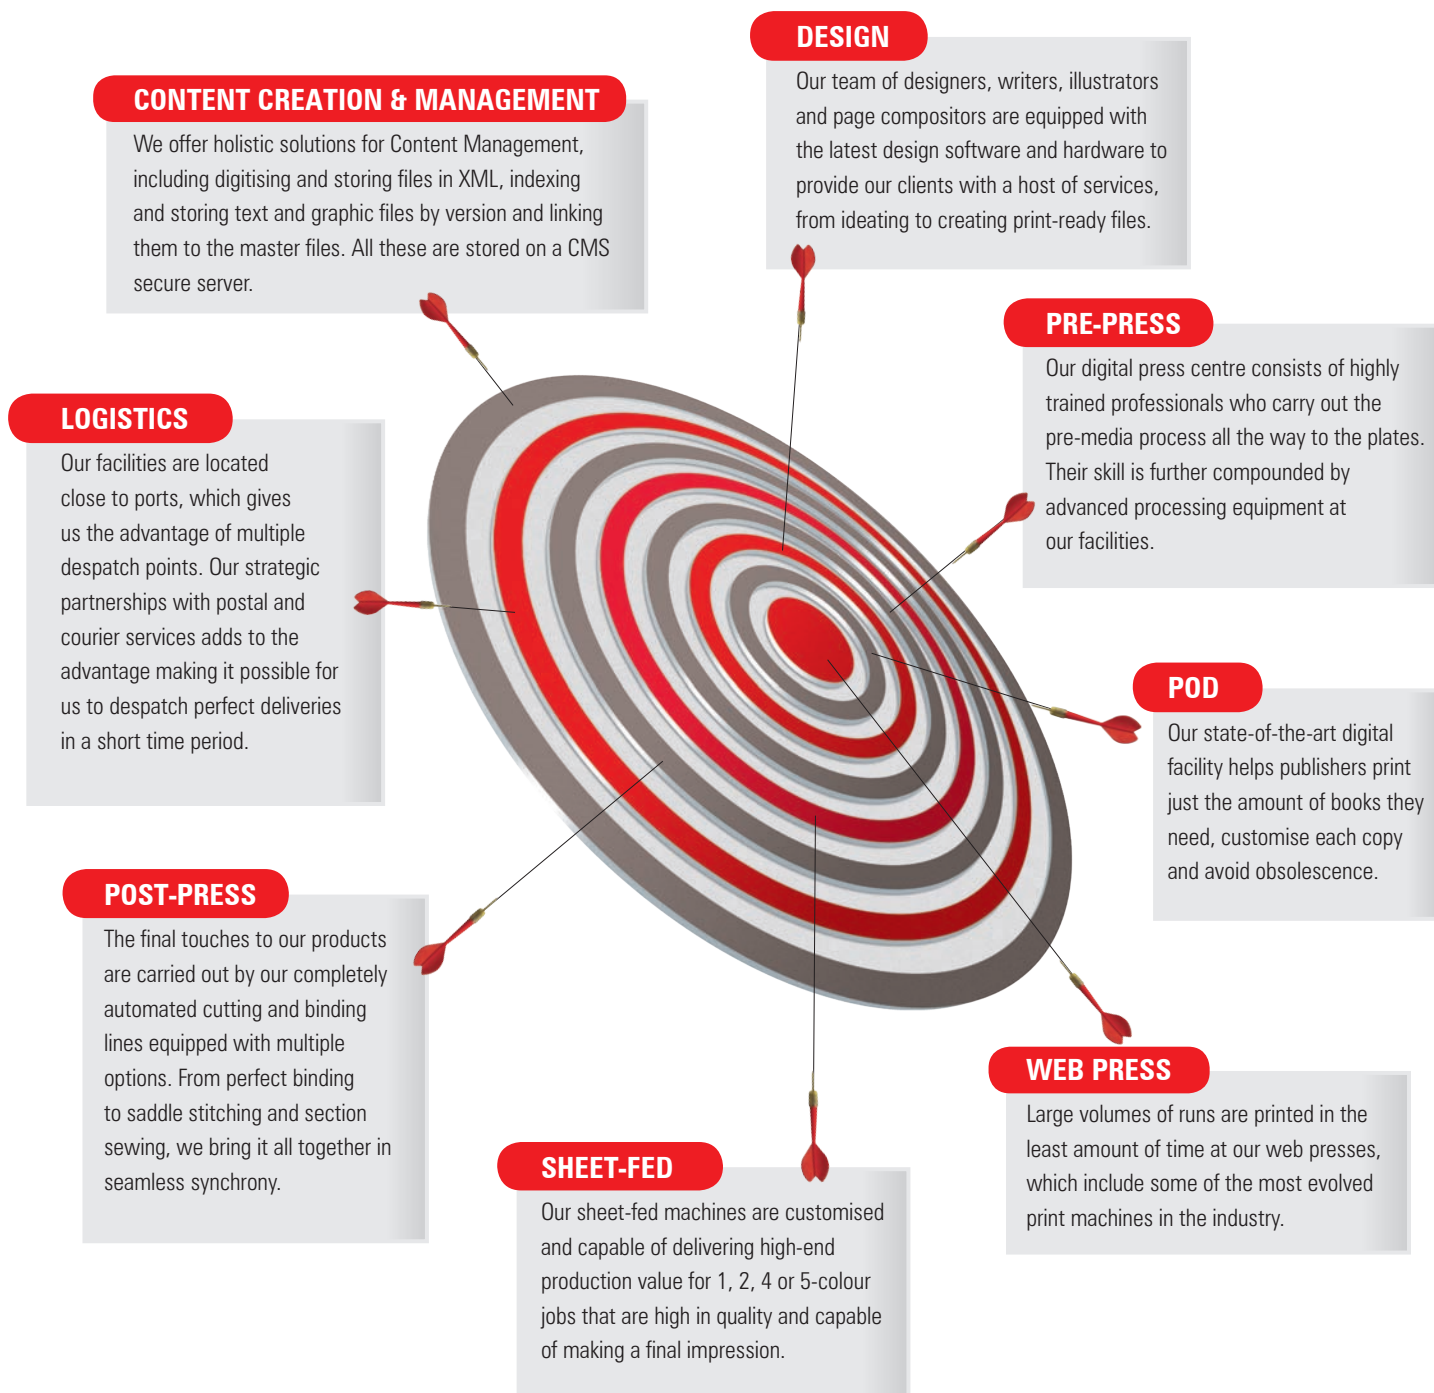 DESIGN
Our team of designers, writers, illustrators
and page compositors are equipped with
the latest design software and hardware to
provide our clients with a host of services,
from ideating to creating print-ready files.
CONTENT CREATION & MANAGEMENT
We offer holistic solutions for Content Management,
including digitising and storing files in XML, indexing
and storing text and graphic files by version and linking
them to the master files. All these are stored on a CMS
secure server.
PRE-PRESS
Our digital press centre consists of highly
trained professionals who carry out the
pre-media process all the way to the plates.
Their skill is further compounded by
advanced processing equipment at
our facilities.
LOGISTICS
Our facilities are located
close to ports, which gives
us the advantage of multiple
despatch points. Our strategic
partnerships with postal and
courier services adds to the
advantage making it possible for
us to despatch perfect deliveries
in a short time period.
POD
Our state-of-the-art digital
facility helps publishers print
just the amount of books they
need, customise each copy
and avoid obsolescence.
POST-PRESS
The final touches to our products
are carried out by our completely
automated cutting and binding
lines equipped with multiple
options. From perfect binding
to saddle stitching and section
sewing, we bring it all together in
seamless synchrony.
WEB PRESS
Large volumes of runs are printed in the
least amount of time at our web presses,
which include some of the most evolved
print machines in the industry.
SHEET-FED
Our sheet-fed machines are customised
and capable of delivering high-end
production value for 1, 2, 4 or 5-colour
jobs that are high in quality and capable
of making a final impression.